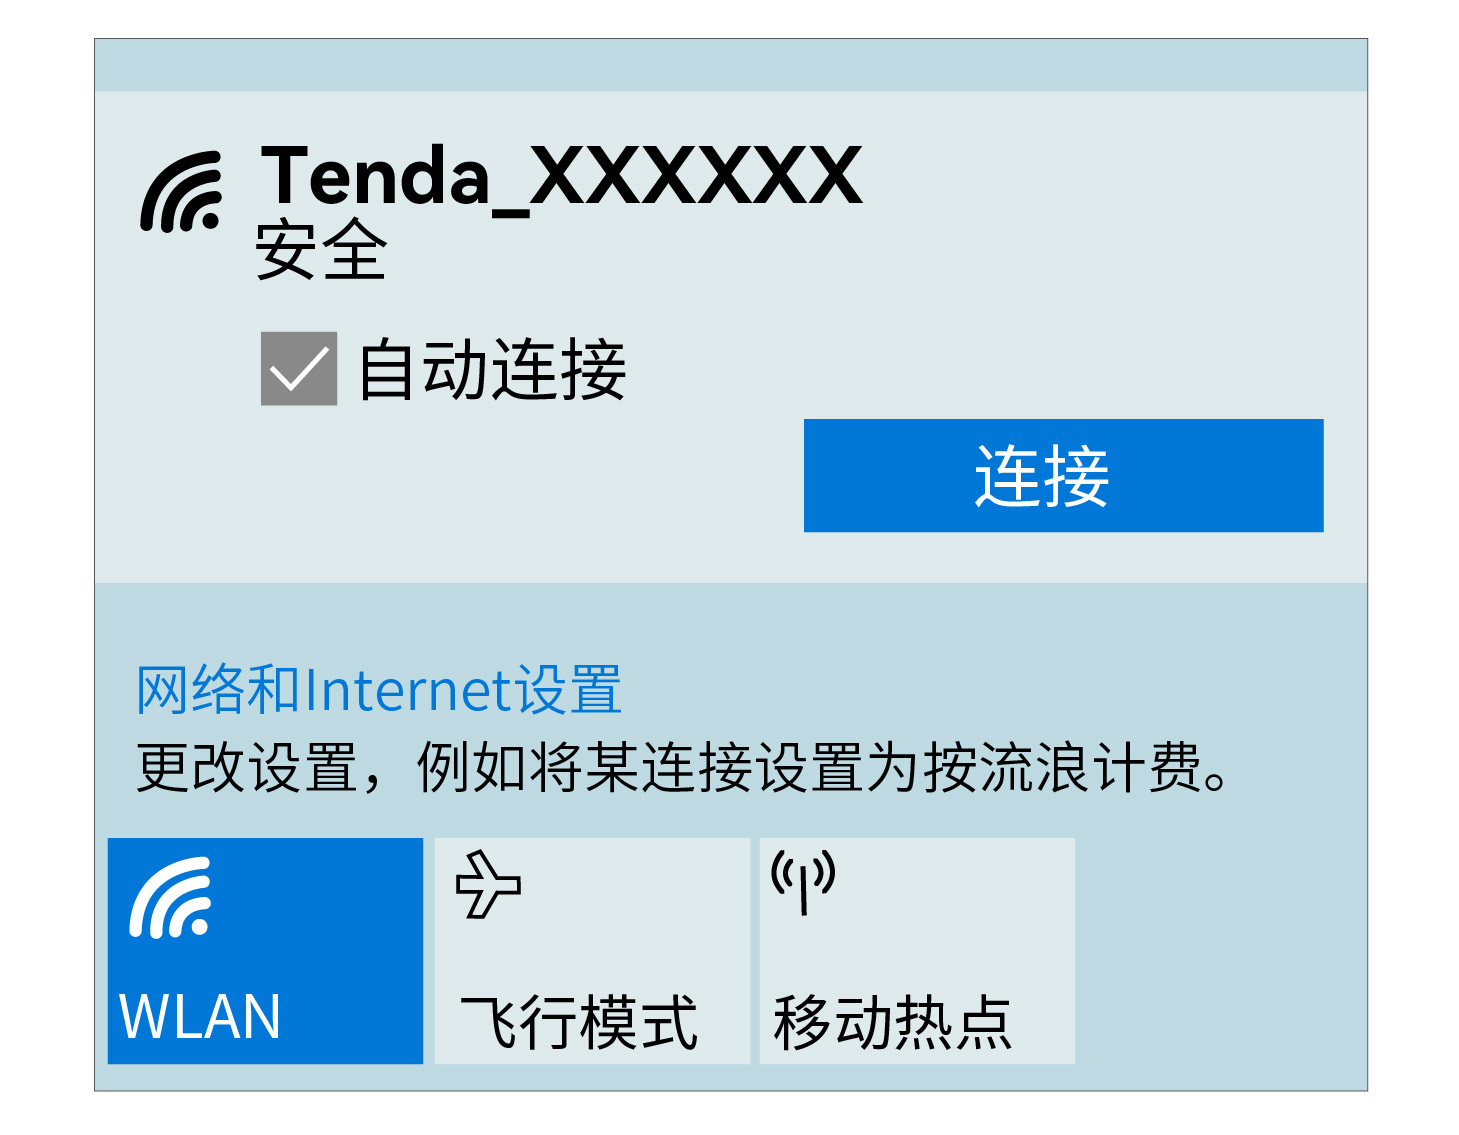 Tenda_XXXXXX
安全
自动连接
连接
网络和Internet设置
更改设置，例如将某连接设置为按流浪计费。
WLAN
飞行模式
移动热点